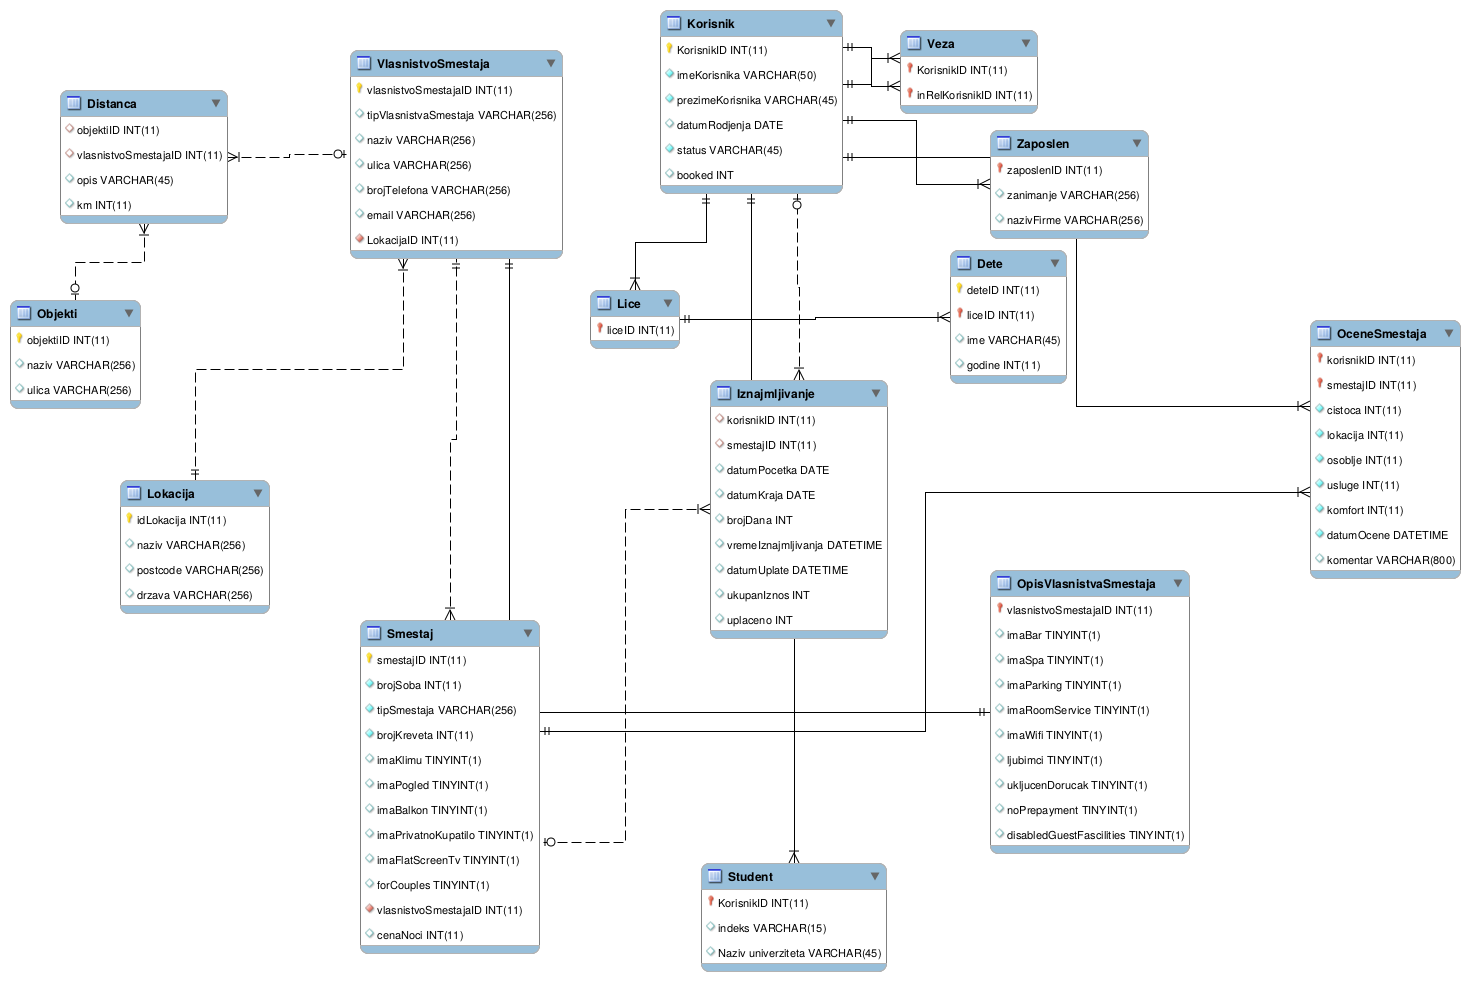 Korisnik
KorisnikID INT(11)
imeKorisnika VARCHAR(50)
prezimeKorisnika VARCHAR(45)
datumRodjenja DATE
status VARCHAR(45)
booked INT
Veza
KorisnikID INT(11)
inRelKorisnikID INT(11)
VlasnistvoSmestaja
vlasnistvoSmestajaID INT(11)
tipVlasnistvaSmestaja VARCHAR(256)
naziv VARCHAR(256)
ulica VARCHAR(256)
brojTelefona VARCHAR(256)
email VARCHAR(256)
LokacijaID INT(11)
Distanca
objektiID INT(11)
vlasnistvoSmestajaID INT(11)
opis VARCHAR(45)
km INT(11)
Zaposlen
zaposlenID INT(11)
zanimanje VARCHAR(256)
nazivFirme VARCHAR(256)
Dete
deteID INT(11)
liceID INT(11)
ime VARCHAR(45)
godine INT(11)
Lice
liceID INT(11)
Objekti
objektiID INT(11)
naziv VARCHAR(256)
ulica VARCHAR(256)
OceneSmestaja
korisnikID INT(11)
smestajID INT(11)
cistoca INT(11)
lokacija INT(11)
osoblje INT(11)
usluge INT(11)
komfort INT(11)
datumOcene DATETIME
komentar VARCHAR(800)
Iznajmljivanje
korisnikID INT(11)
smestajID INT(11)
datumPocetka DATE
datumKraja DATE
brojDana INT
vremeIznajmljivanja DATETIME
datumUplate DATETIME
ukupanIznos INT
uplaceno INT
Lokacija
idLokacija INT(11)
naziv VARCHAR(256)
postcode VARCHAR(256)
drzava VARCHAR(256)
OpisVlasnistvaSmestaja
vlasnistvoSmestajaID INT(11)
imaBar TINYINT(1)
imaSpa TINYINT(1)
imaParking TINYINT(1)
imaRoomService TINYINT(1)
imaWifi TINYINT(1)
ljubimci TINYINT(1)
ukljucenDorucak TINYINT(1)
noPrepayment TINYINT(1)
disabledGuestFascilities TINYINT(1)
Smestaj
smestajID INT(11)
brojSoba INT(11)
tipSmestaja VARCHAR(256)
brojKreveta INT(11)
imaKlimu TINYINT(1)
imaPogled TINYINT(1)
imaBalkon TINYINT(1)
imaPrivatnoKupatilo TINYINT(1)
imaFlatScreenTv TINYINT(1)
forCouples TINYINT(1)
vlasnistvoSmestajaID INT(11)
cenaNoci INT(11)
Student
KorisnikID INT(11)
indeks VARCHAR(15)
Naziv univerziteta VARCHAR(45)